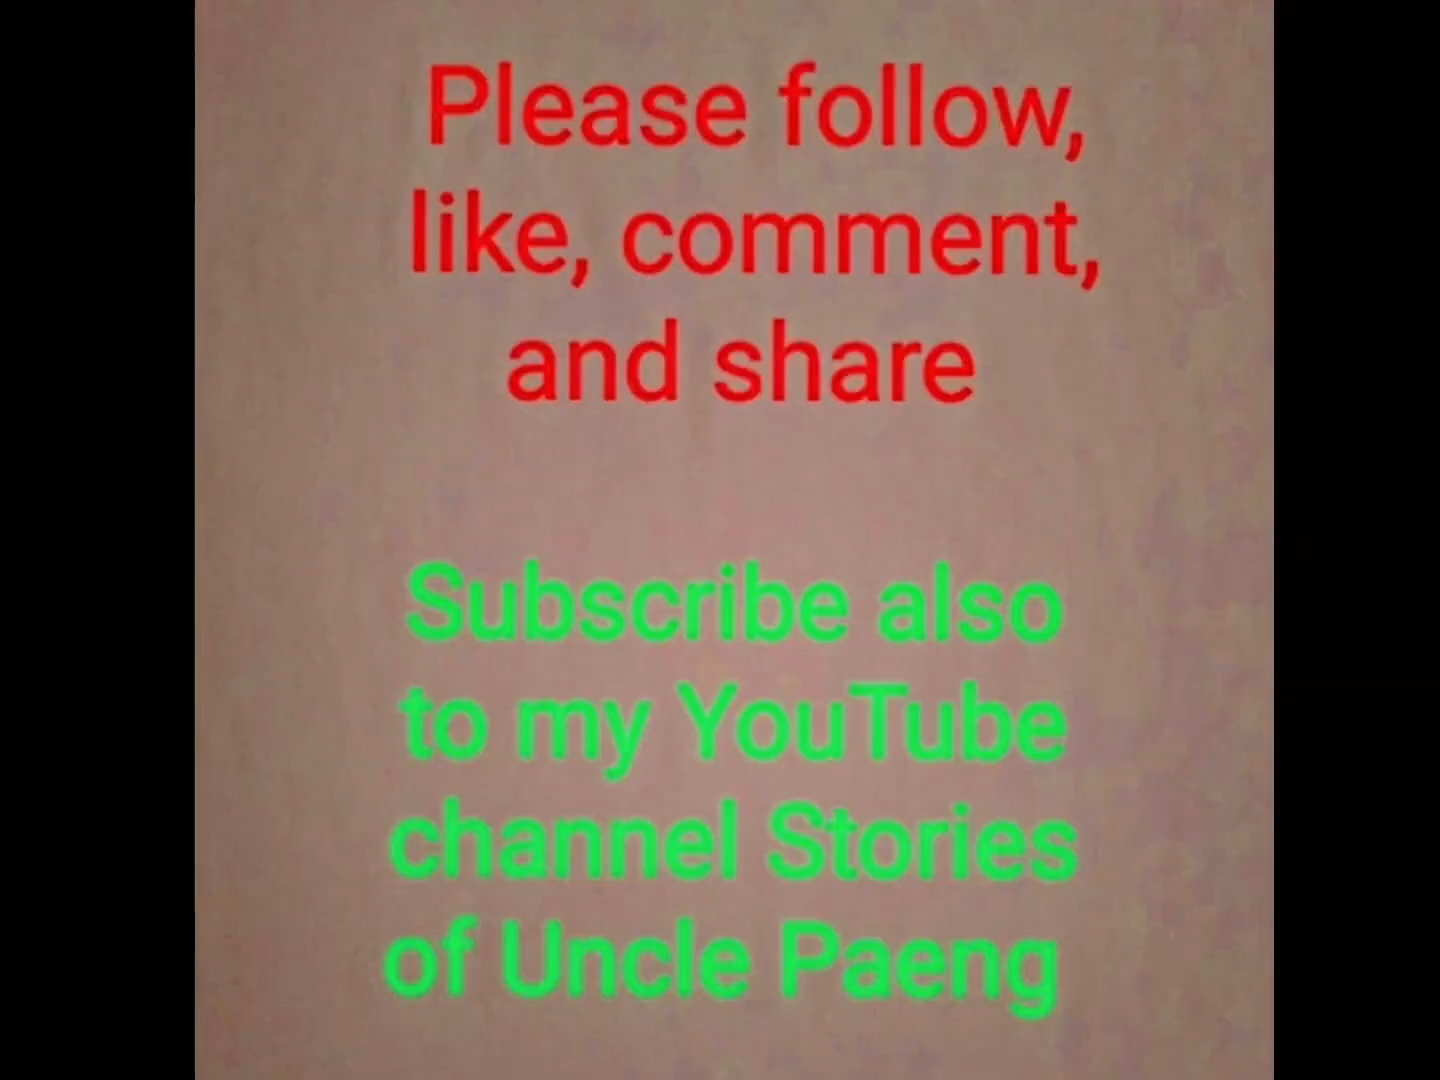 Please follow,
like, comment,
and share
Subscribe also
to my YouTube
channel Stories
of Uncle Paeng